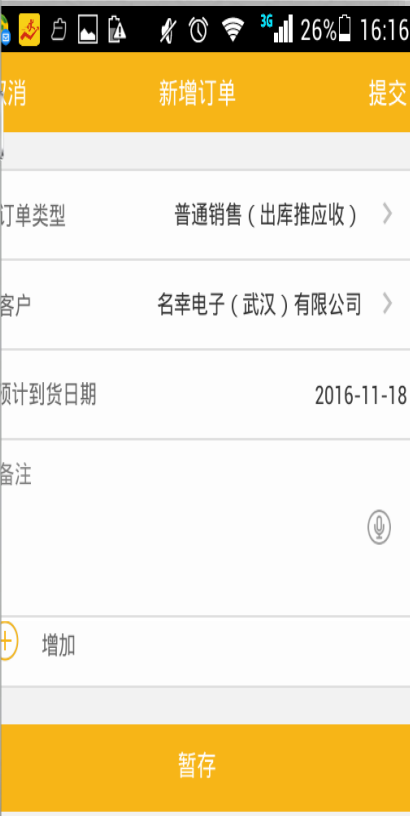 3G 26% 16:16
取消 新增订单 提交
订单类型 普通销售（出库推应收）
客户 名幸电子（武汉）有限公司
预计到货日期 2016-11-18
备注
增加
暂存